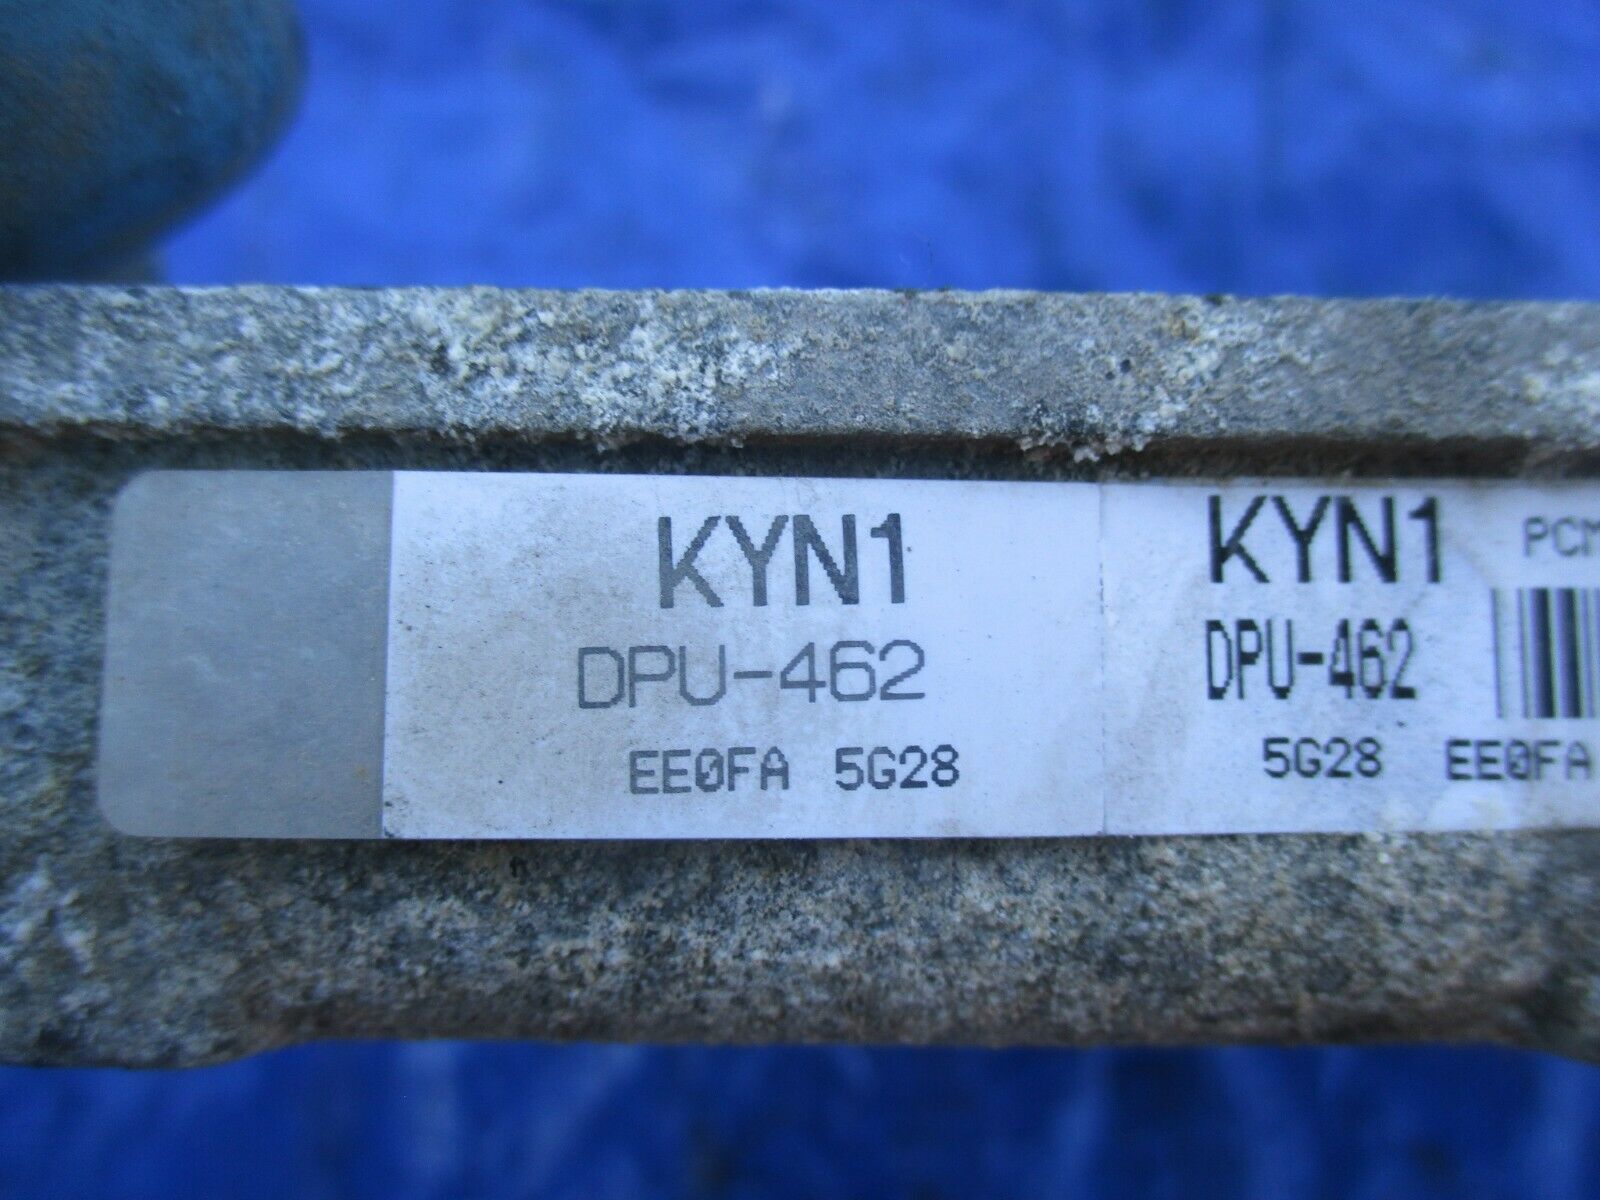 KYN1
DPU-462
EE0FA 5G28
KYN1 PCM
DPU-462
5G28 EE0FA